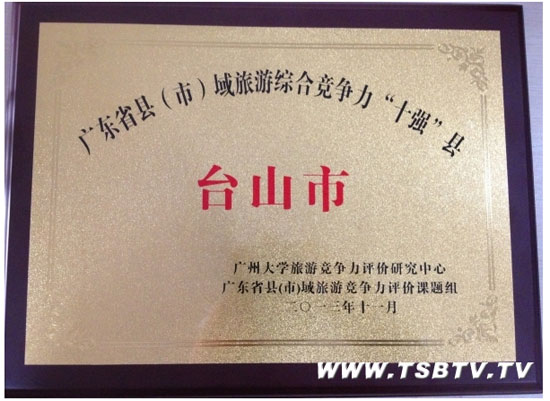 广东省县（市）域旅游综合竞争力“十强”县
台山市
广州大学旅游竞争力评价研究中心
广东省县(市)域旅游竞争力评价课题组
二〇一三年十一月
WWW.TSBTV.TV